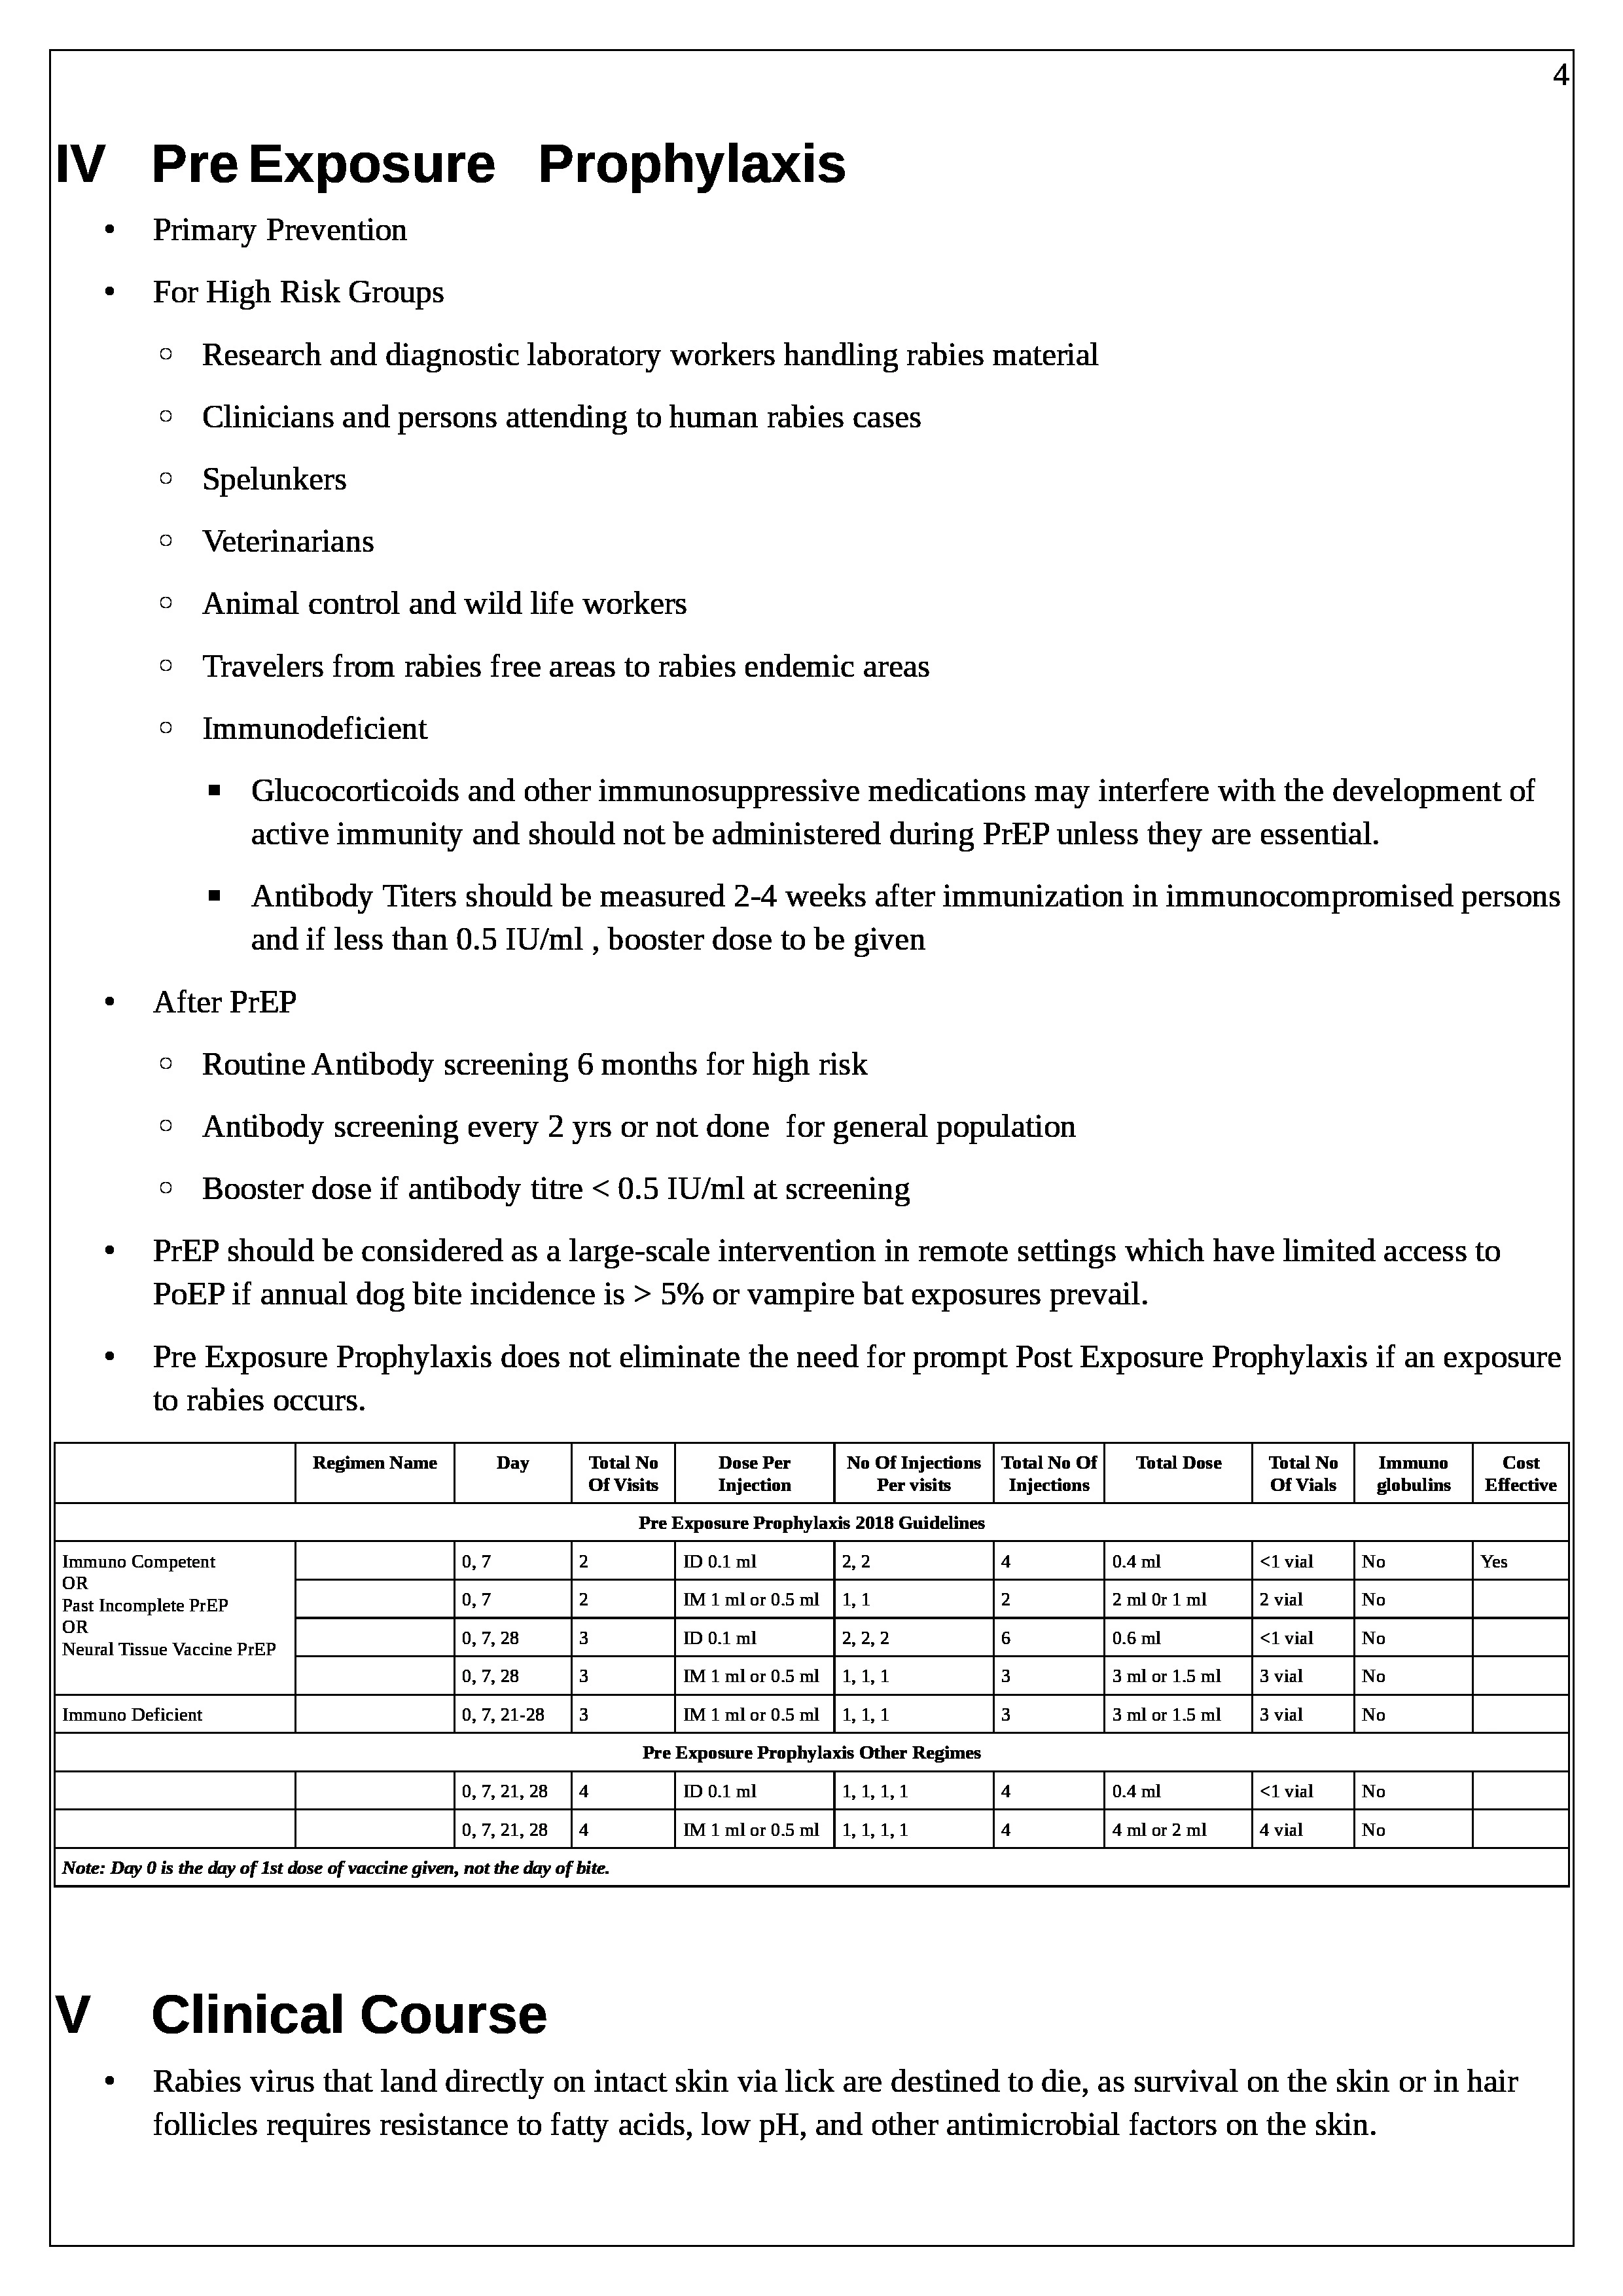 4
IV Pre Exposure Prophylaxis
• Primary Prevention
• For High Risk Groups
○ Research and diagnostic laboratory workers handling rabies material
○ Clinicians and persons attending to human rabies cases
○ Spelunkers
○ Veterinarians
○ Animal control and wild life workers
○ Travelers from rabies free areas to rabies endemic areas
○ Immunodeficient
▪ Glucocorticoids and other immunosuppressive medications may interfere with the development of
active immunity and should not be administered during PrEP unless they are essential.
▪ Antibody Titers should be measured 2-4 weeks after immunization in immunocompromised persons
and if less than 0.5 IU/ml , booster dose to be given
• After PrEP
○ Routine Antibody screening 6 months for high risk
○ Antibody screening every 2 yrs or not done for general population
○ Booster dose if antibody titre < 0.5 IU/ml at screening
• PrEP should be considered as a large-scale intervention in remote settings which have limited access to
PoEP if annual dog bite incidence is > 5% or vampire bat exposures prevail.
• Pre Exposure Prophylaxis does not eliminate the need for prompt Post Exposure Prophylaxis if an exposure
to rabies occurs.
Regimen Name Day Total No Dose Per No Of Injections Total No Of Total Dose Total No Immuno Cost
Of Visits Injection Per visits Injections Of Vials globulins Effective
Pre Exposure Prophylaxis 2018 Guidelines
Immuno Competent 0, 7 2 ID 0.1 ml 2, 2 4 0.4 ml <1 vial No Yes
OR
Past Incomplete PrEP 0, 7 2 IM 1 ml or 0.5 ml 1, 1 2 2 ml 0r 1 ml 2 vial No
OR
Neural Tissue Vaccine PrEP 0, 7, 28 3 ID 0.1 ml 2, 2, 2 6 0.6 ml <1 vial No
0, 7, 28 3 IM 1 ml or 0.5 ml 1, 1, 1 3 3 ml or 1.5 ml 3 vial No
Immuno Deficient 0, 7, 21-28 3 IM 1 ml or 0.5 ml 1, 1, 1 3 3 ml or 1.5 ml 3 vial No
Pre Exposure Prophylaxis Other Regimes
0, 7, 21, 28 4 ID 0.1 ml 1, 1, 1, 1 4 0.4 ml <1 vial No
0, 7, 21, 28 4 IM 1 ml or 0.5 ml 1, 1, 1, 1 4 4 ml or 2 ml 4 vial No
Note: Day 0 is the day of 1st dose of vaccine given, not the day of bite.
V Clinical Course
• Rabies virus that land directly on intact skin via lick are destined to die, as survival on the skin or in hair
follicles requires resistance to fatty acids, low pH, and other antimicrobial factors on the skin.